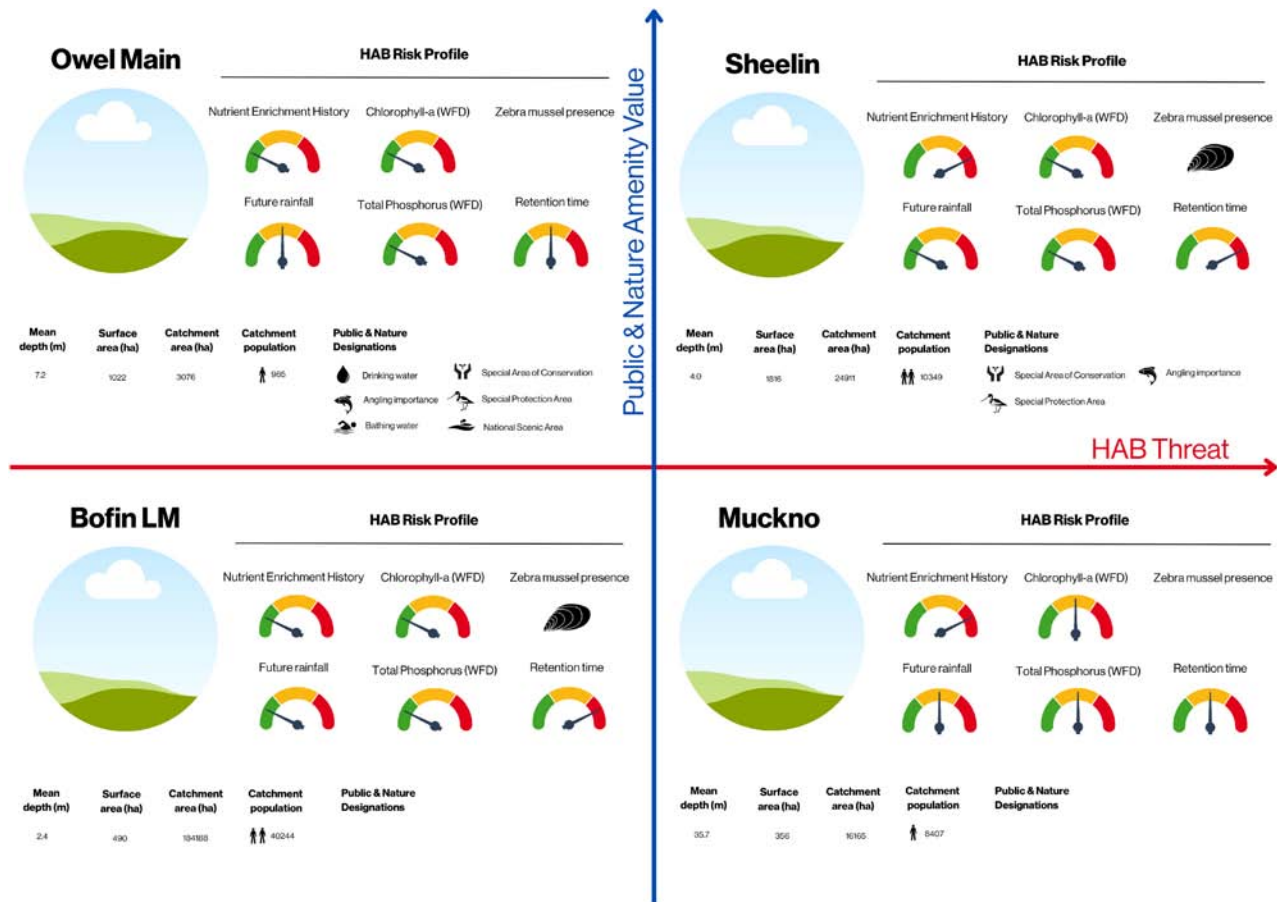 Owel Main
HAB Risk Profile
Nutrient Enrichment History
Chlorophyll-a (WFD)
Zebra mussel presence
Future rainfall
Total Phosphorus (WFD)
Retention time
Mean depth (m)
Surface area (ha)
Catchment area (ha)
Catchment population
Public & Nature Designations
7.2
1022
3076
965
Drinking water
Special Area of Conservation
Angling importance
Special Protection Area
Bathing water
National Scenic Area
Public & Nature Amenity Value
Sheelin
HAB Risk Profile
Nutrient Enrichment History
Chlorophyll-a (WFD)
Zebra mussel presence
Future rainfall
Total Phosphorus (WFD)
Retention time
Mean depth (m)
Surface area (ha)
Catchment area (ha)
Catchment population
Public & Nature Designations
4.0
1816
24911
10349
Special Area of Conservation
Angling importance
Special Protection Area
HAB Threat
Bofin LM
HAB Risk Profile
Nutrient Enrichment History
Chlorophyll-a (WFD)
Zebra mussel presence
Future rainfall
Total Phosphorus (WFD)
Retention time
Mean depth (m)
Surface area (ha)
Catchment area (ha)
Catchment population
Public & Nature Designations
2.4
490
40244
Muckno
HAB Risk Profile
Nutrient Enrichment History
Chlorophyll-a (WFD)
Zebra mussel presence
Future rainfall
Total Phosphorus (WFD)
Retention time
Mean depth (m)
Surface area (ha)
Catchment area (ha)
Catchment population
Public & Nature Designations
35.7
356
16165
8407